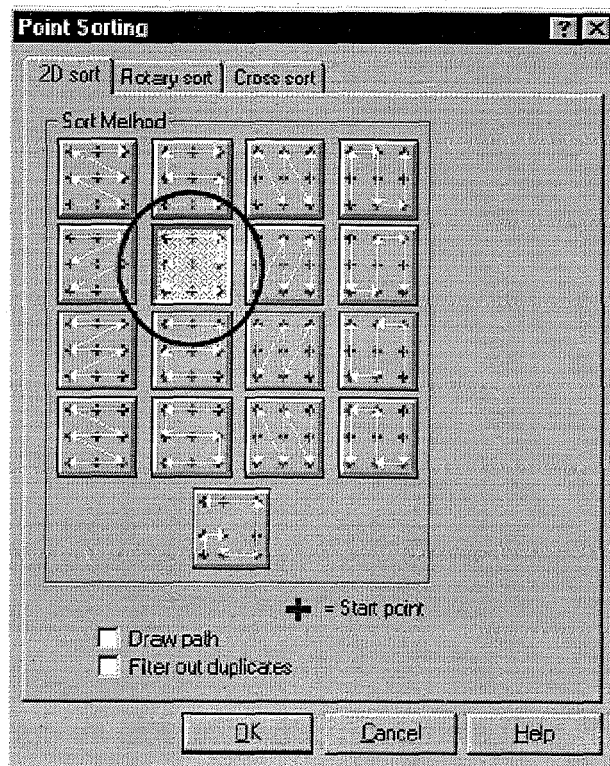 Point Sorting
2D sort Rotary sort Cross sort
Sort Method
= Start point
Draw path
Filter out duplicates
OK Cancel Help